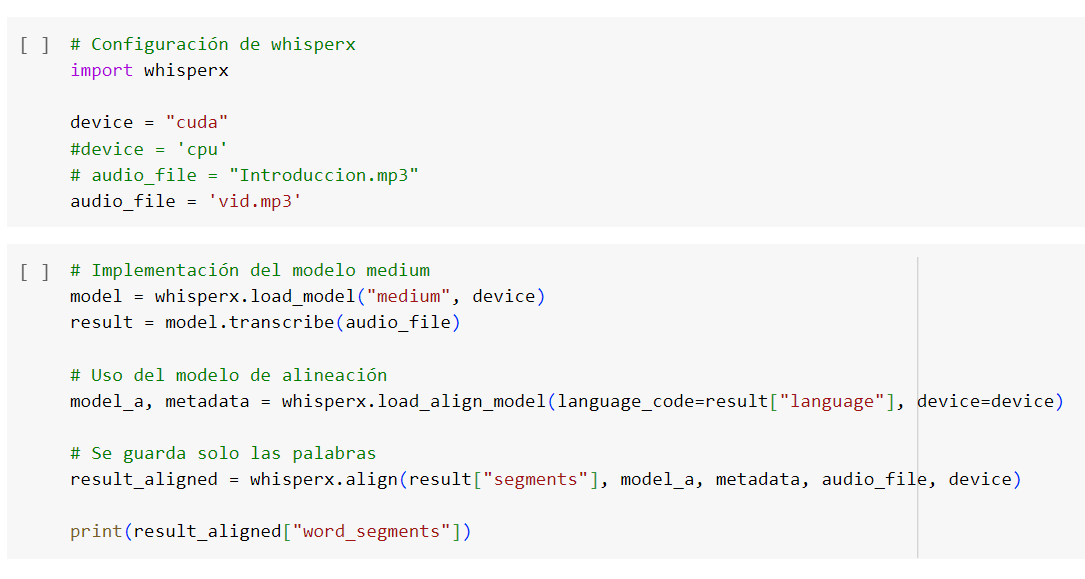 [ ] # Configuración de whisperx
import whisperx
device = "cuda"
#device = 'cpu'
# audio_file = "Introduccion.mp3"
audio_file = 'vid.mp3'
[ ] # Implementación del modelo medium
model = whisperx.load_model("medium", device)
result = model.transcribe(audio_file)
# Uso del modelo de alineación
model_a, metadata = whisperx.load_align_model(language_code=result["language"], device=device)
# Se guarda solo las palabras
result_aligned = whisperx.align(result["segments"], model_a, metadata, audio_file, device)
print(result_aligned["word_segments"])